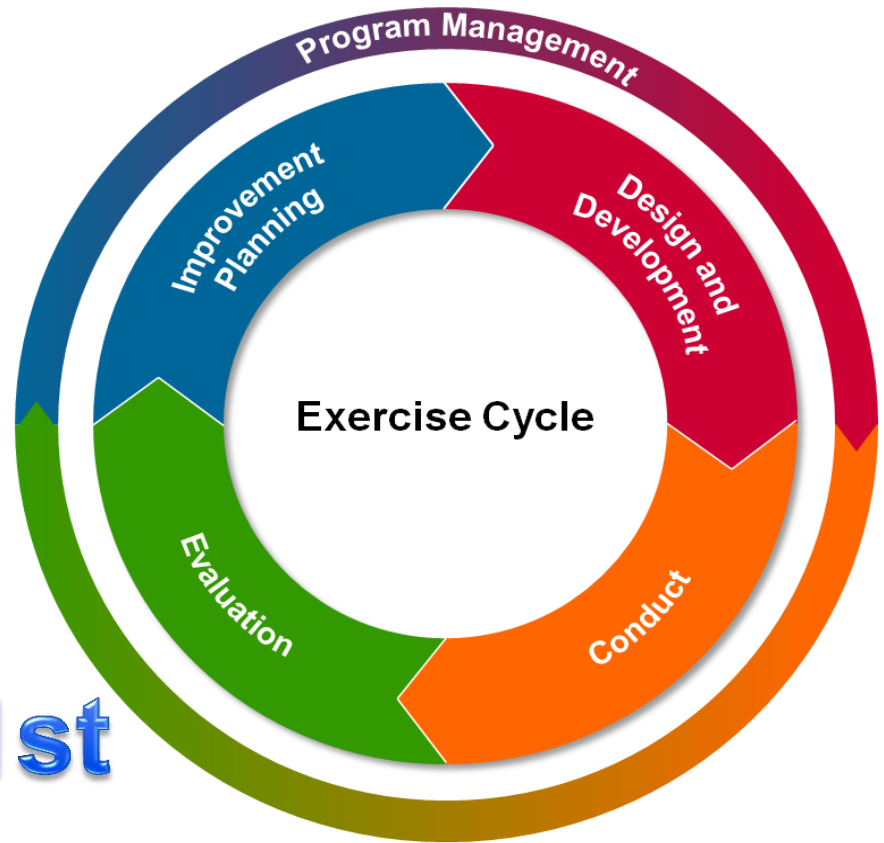 Program Management
Improvement
Planning
Design and
Development
Exercise Cycle
Evaluation
Conduct
st